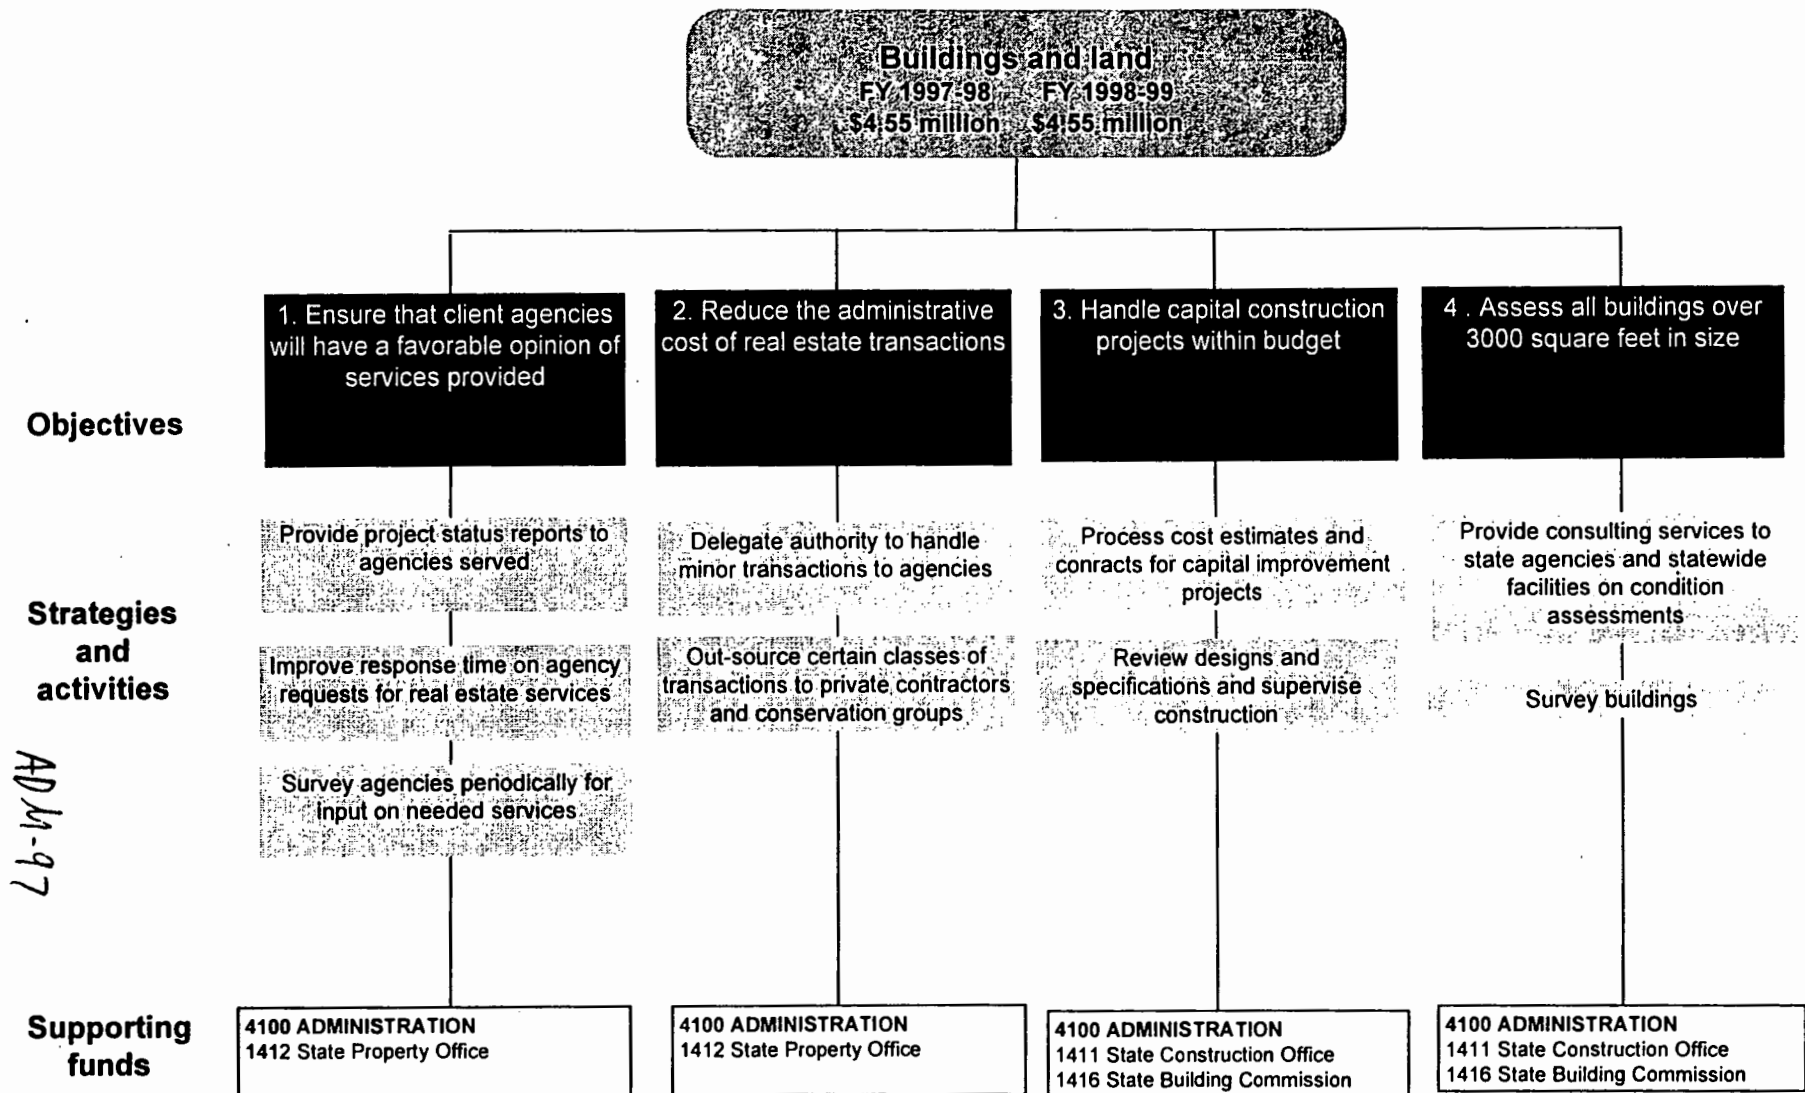 Buildings and land
FY 1997-98 FY 1998-99
$4.55 million $4.55 million
Objectives
1. Ensure that client agencies
will have a favorable opinion of
services provided
2. Reduce the administrative
cost of real estate transactions
3. Handle capital construction
projects within budget
4 . Assess all buildings over
3000 square feet in size
Strategies
and
activities
Provide project status reports to
agencies served
Improve response time on agency
requests for real estate services
Survey agencies periodically for
input on needed services
Delegate authority to handle
minor transactions to agencies
Out-source certain classes of
transactions to private contractors
and conservation groups
Process cost estimates and
conracts for capital improvement
projects
Review designs and
specifications and supervise
construction
Provide consulting services to
state agencies and statewide
facilities on condition
assessments
Survey buildings
ADM-97
Supporting
funds
4100 ADMINISTRATION
1412 State Property Office
4100 ADMINISTRATION
1412 State Property Office
4100 ADMINISTRATION
1411 State Construction Office
1416 State Building Commission
4100 ADMINISTRATION
1411 State Construction Office
1416 State Building Commission